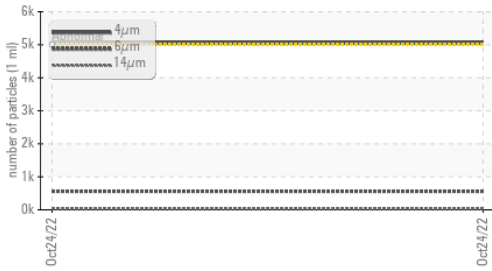 6k
4µm
Abnormal
5k
6µm
14µm
4k
3k
2k
1k
0k
number of particles (1 ml)
Oct24/22
Oct24/22